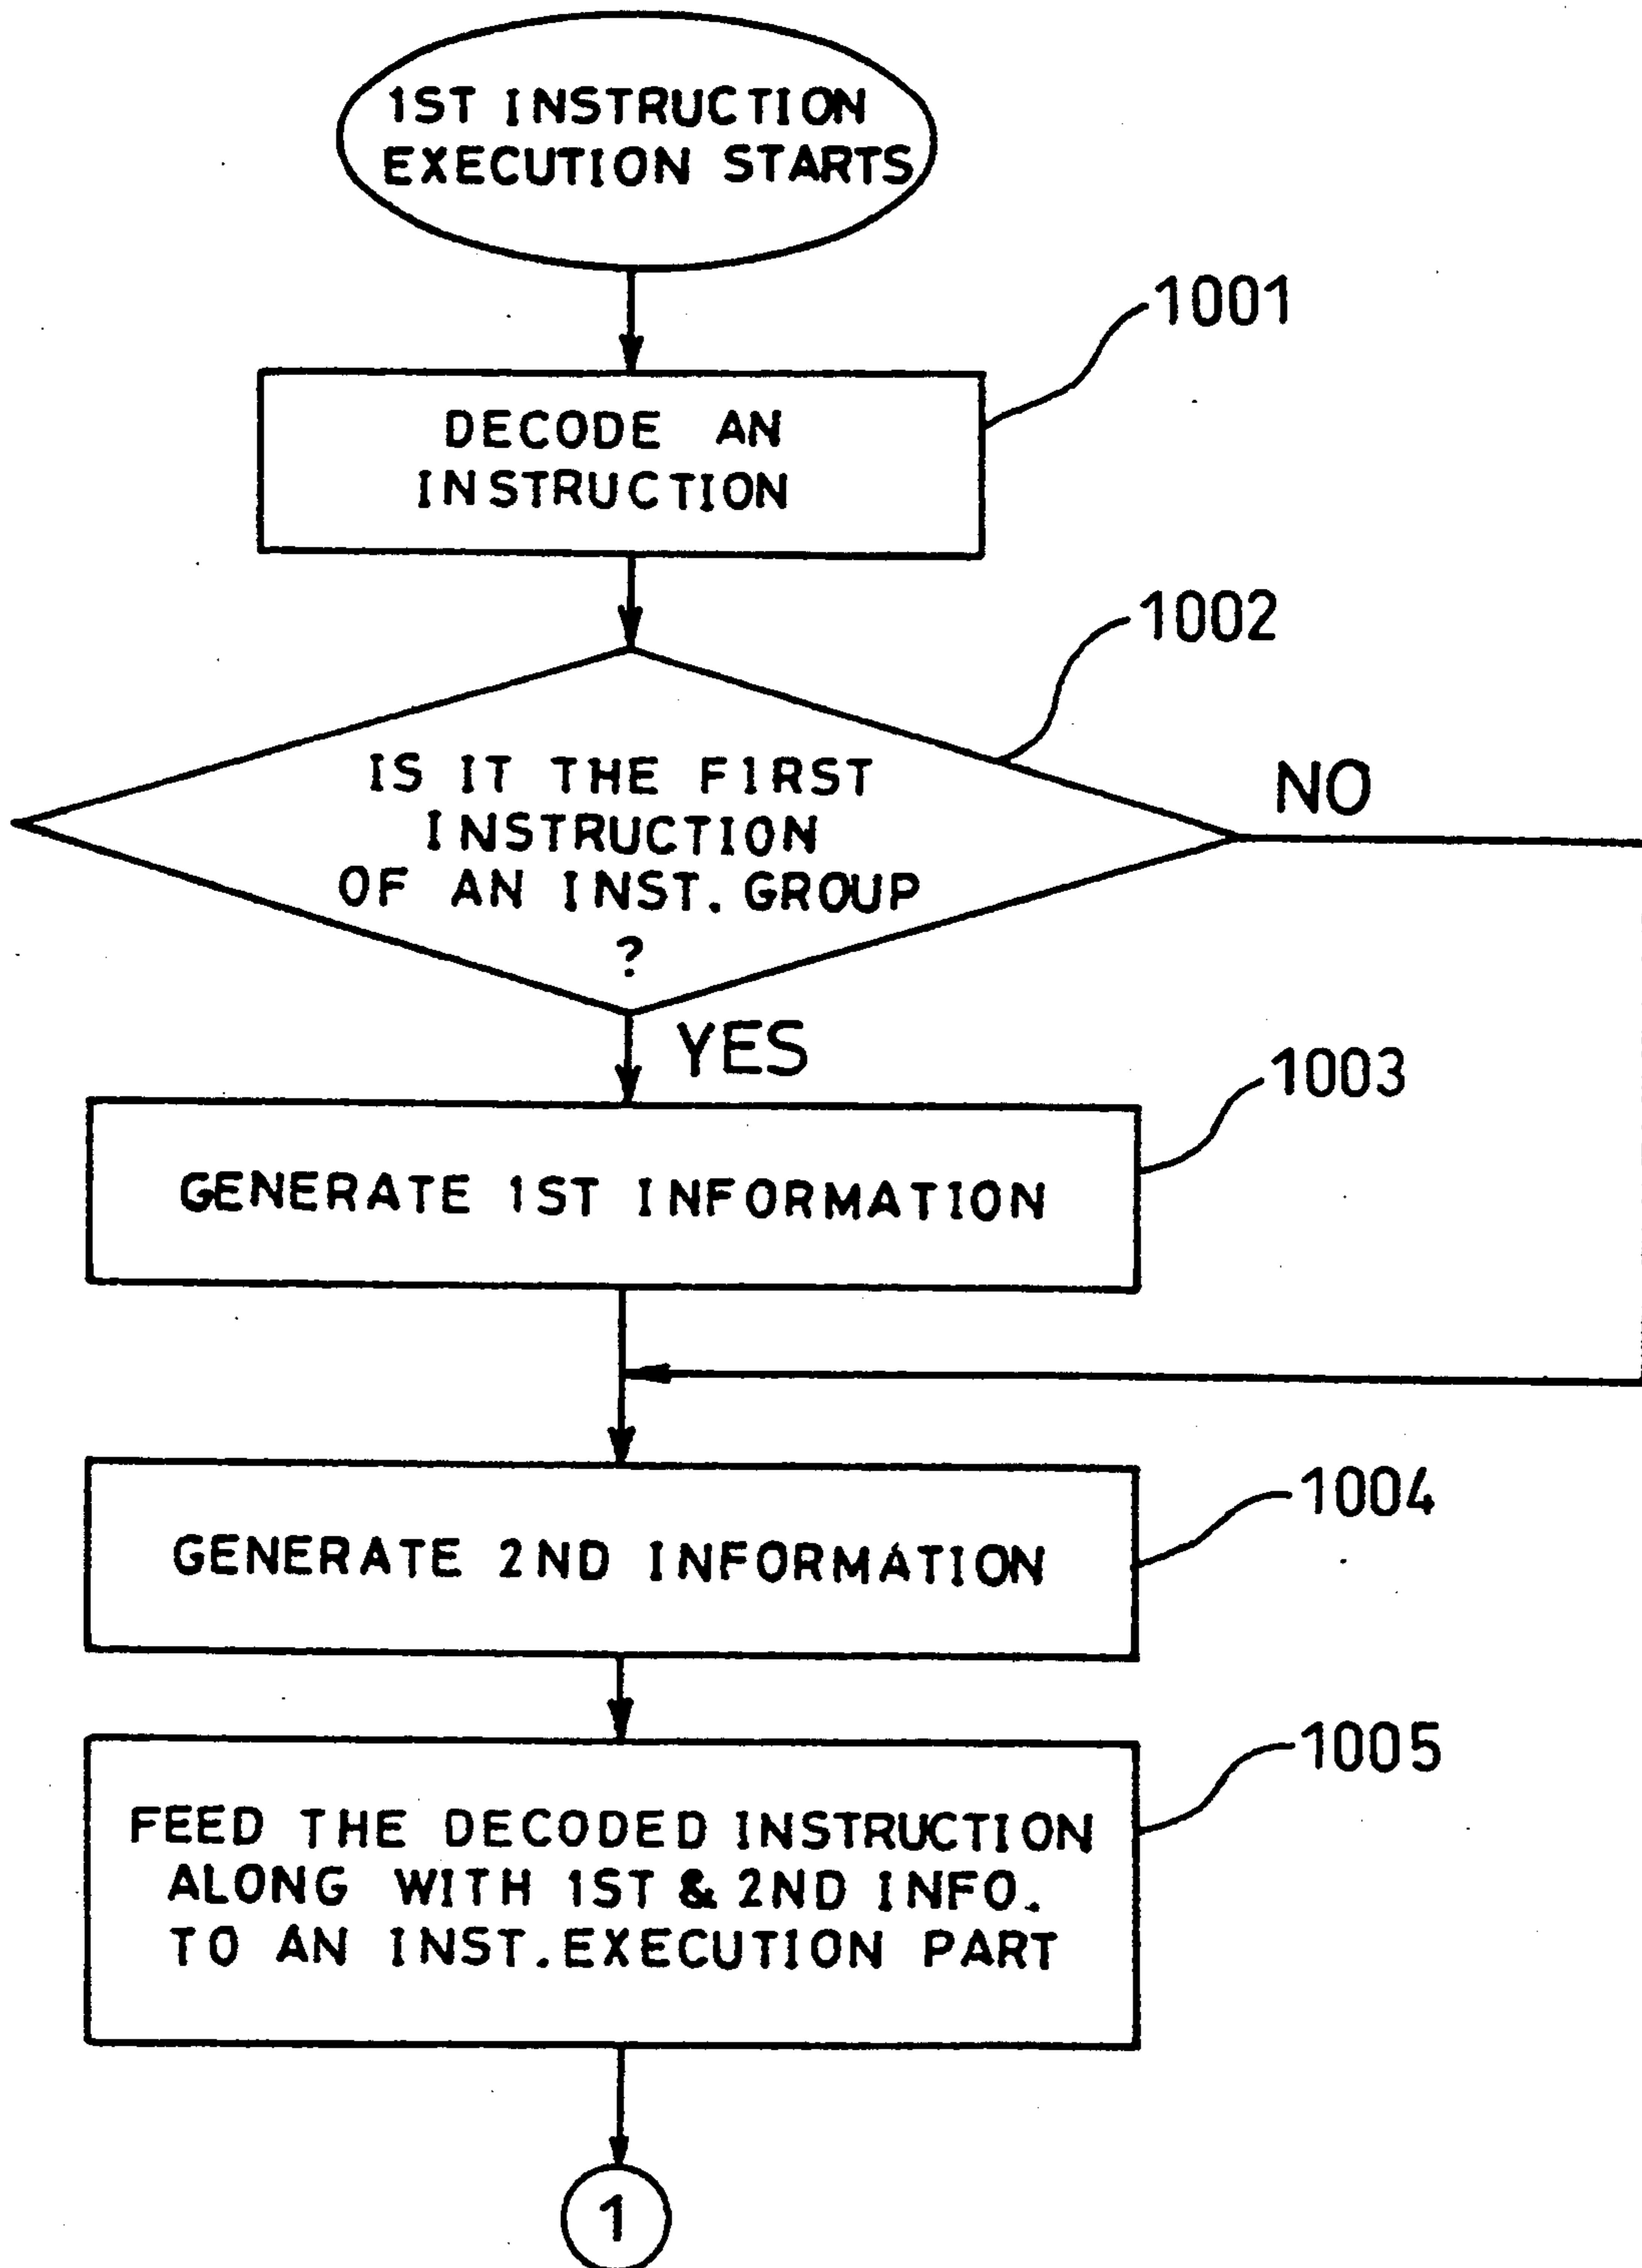 1ST INSTRUCTION
EXECUTION STARTS
1001
DECODE AN
INSTRUCTION
1002
IS IT THE FIRST
INSTRUCTION
OF AN INST. GROUP
?
NO
YES
1003
GENERATE 1ST INFORMATION
1004
GENERATE 2ND INFORMATION
1005
FEED THE DECODED INSTRUCTION
ALONG WITH 1ST & 2ND INFO.
TO AN INST. EXECUTION PART
1